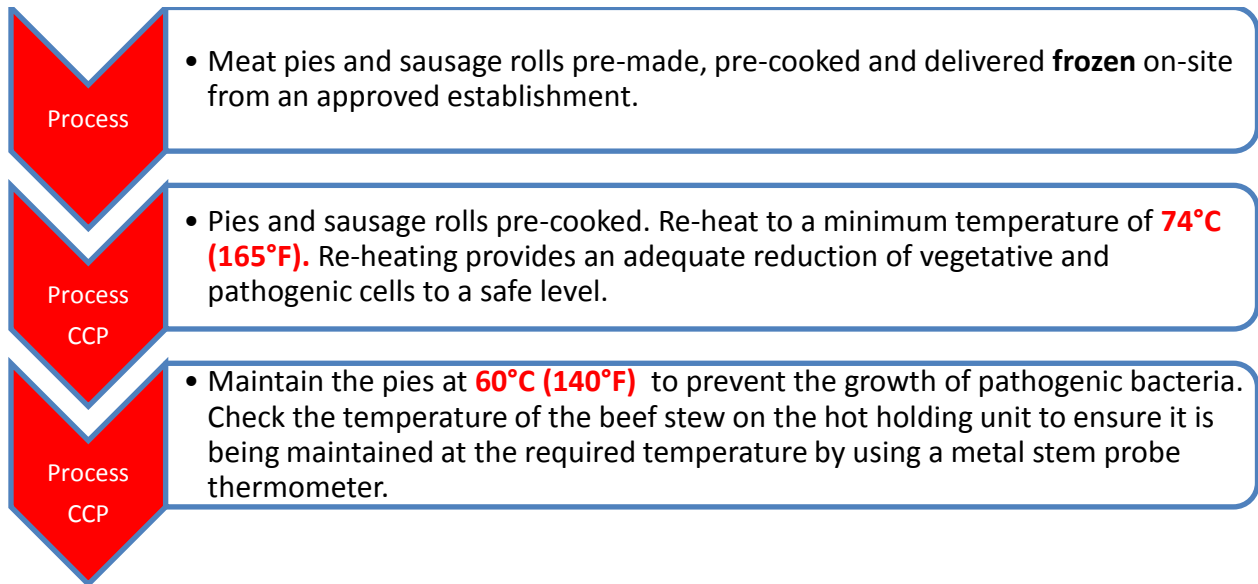 Process
• Meat pies and sausage rolls pre-made, pre-cooked and delivered frozen on-site
from an approved establishment.
Process
CCP
• Pies and sausage rolls pre-cooked. Re-heat to a minimum temperature of 74°C
(165°F). Re-heating provides an adequate reduction of vegetative and
pathogenic cells to a safe level.
Process
CCP
• Maintain the pies at 60°C (140°F) to prevent the growth of pathogenic bacteria.
Check the temperature of the beef stew on the hot holding unit to ensure it is
being maintained at the required temperature by using a metal stem probe
thermometer.